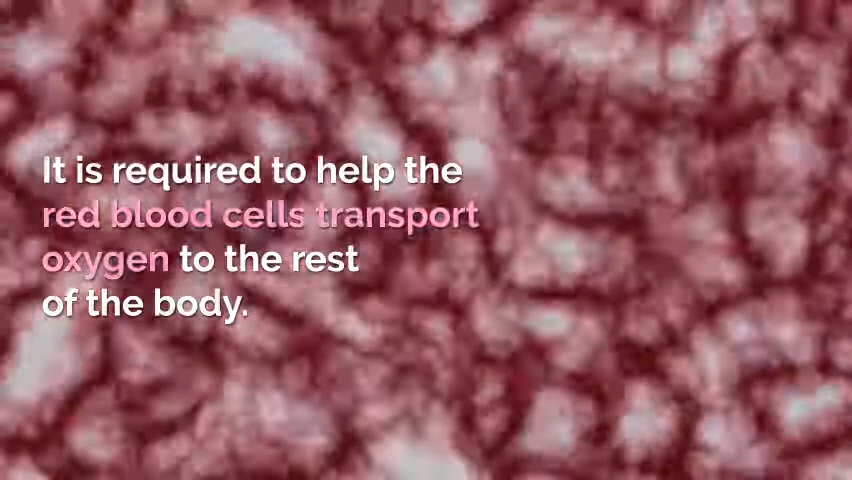 It is required to help the
red blood cells transport
oxygen to the rest
of the body.